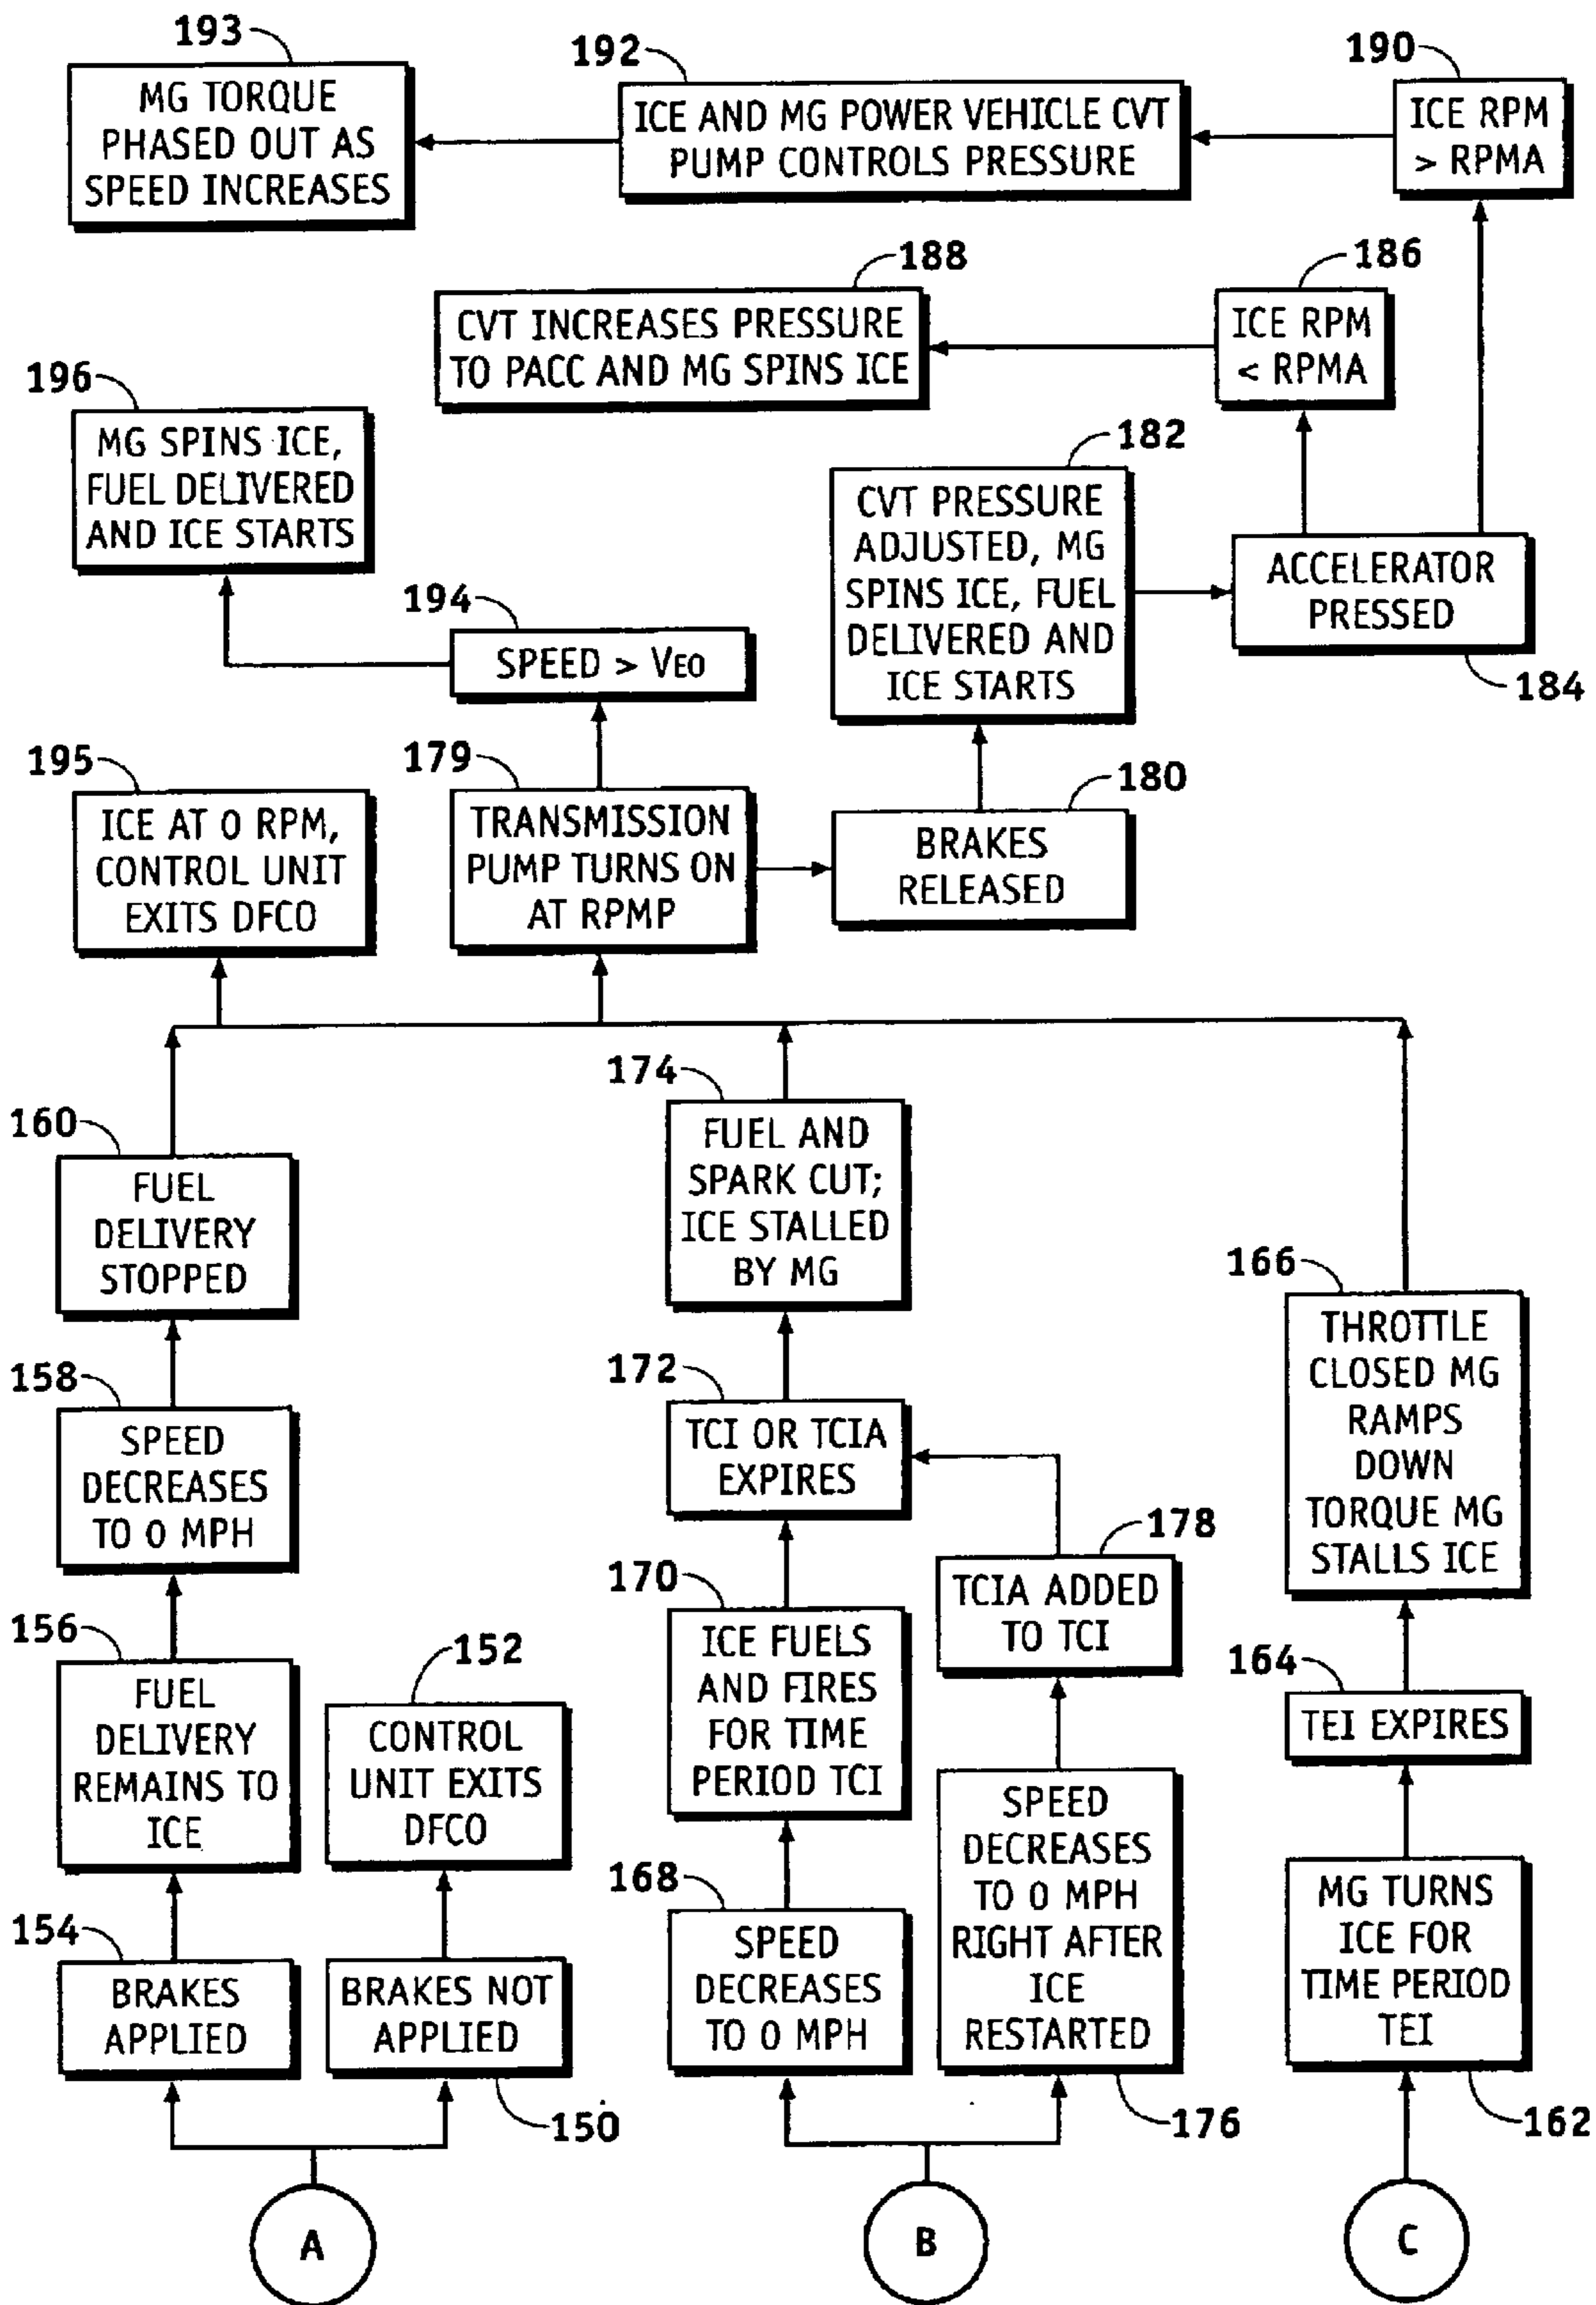 193
MG TORQUE
PHASED OUT AS
SPEED INCREASES
192
ICE AND MG POWER VEHICLE CVT
PUMP CONTROLS PRESSURE
190
ICE RPM
> RPMA
188
CVT INCREASES PRESSURE
TO PACC AND MG SPINS ICE
186
ICE RPM
< RPMA
196
MG SPINS ICE,
FUEL DELIVERED
AND ICE STARTS
182
CVT PRESSURE
ADJUSTED, MG
SPINS ICE, FUEL
DELIVERED AND
ICE STARTS
ACCELERATOR
PRESSED
184
194
SPEED > VEO
195
ICE AT 0 RPM,
CONTROL UNIT
EXITS DFCO
179
TRANSMISSION
PUMP TURNS ON
AT RPMP
180
BRAKES
RELEASED
160
FUEL
DELIVERY
STOPPED
174
FUEL AND
SPARK CUT;
ICE STALLED
BY MG
166
THROTTLE
CLOSED MG
RAMPS
DOWN
TORQUE MG
STALLS ICE
158
SPEED
DECREASES
TO 0 MPH
172
TCI OR TCIA
EXPIRES
178
TCIA ADDED
TO TCI
156
FUEL
DELIVERY
REMAINS TO
ICE
152
CONTROL
UNIT EXITS
DFCO
170
ICE FUELS
AND FIRES
FOR TIME
PERIOD TCI
164
TEI EXPIRES
154
BRAKES
APPLIED
BRAKES NOT
APPLIED
150
168
SPEED
DECREASES
TO 0 MPH
SPEED
DECREASES
TO 0 MPH
RIGHT AFTER
ICE
RESTARTED
176
MG TURNS
ICE FOR
TIME PERIOD
TEI
162
A
B
C